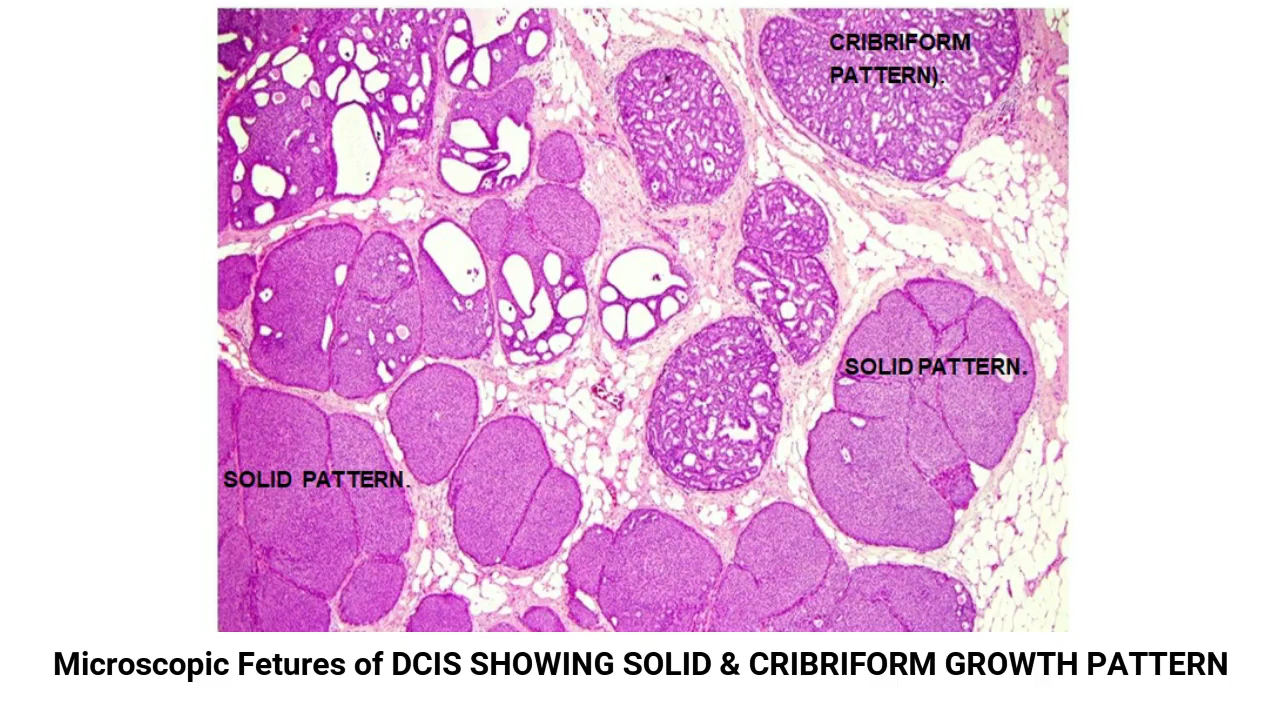 CRIBRIFORM
PATTERN).
SOLID PATTERN.
SOLID PATTERN.
Microscopic Fetures of DCIS SHOWING SOLID & CRIBRIFORM GROWTH PATTERN